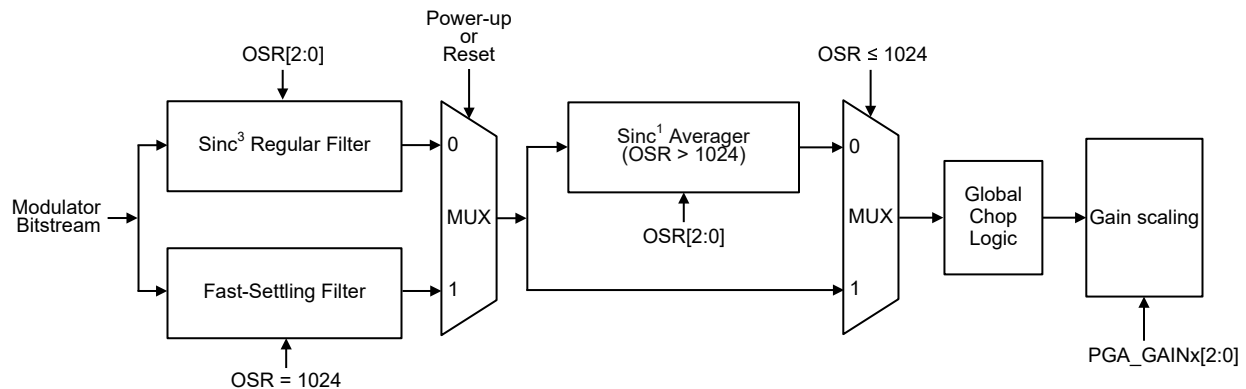 Power-up
or
Reset
OSR[2:0]
OSR ≤ 1024
Sinc³ Regular Filter
0
Sinc¹ Averager
(OSR > 1024)
0
Modulator
Bitstream
MUX
OSR[2:0]
MUX
Global
Chop
Logic
Gain scaling
Fast-Settling Filter
1
1
OSR = 1024
PGA_GAINx[2:0]